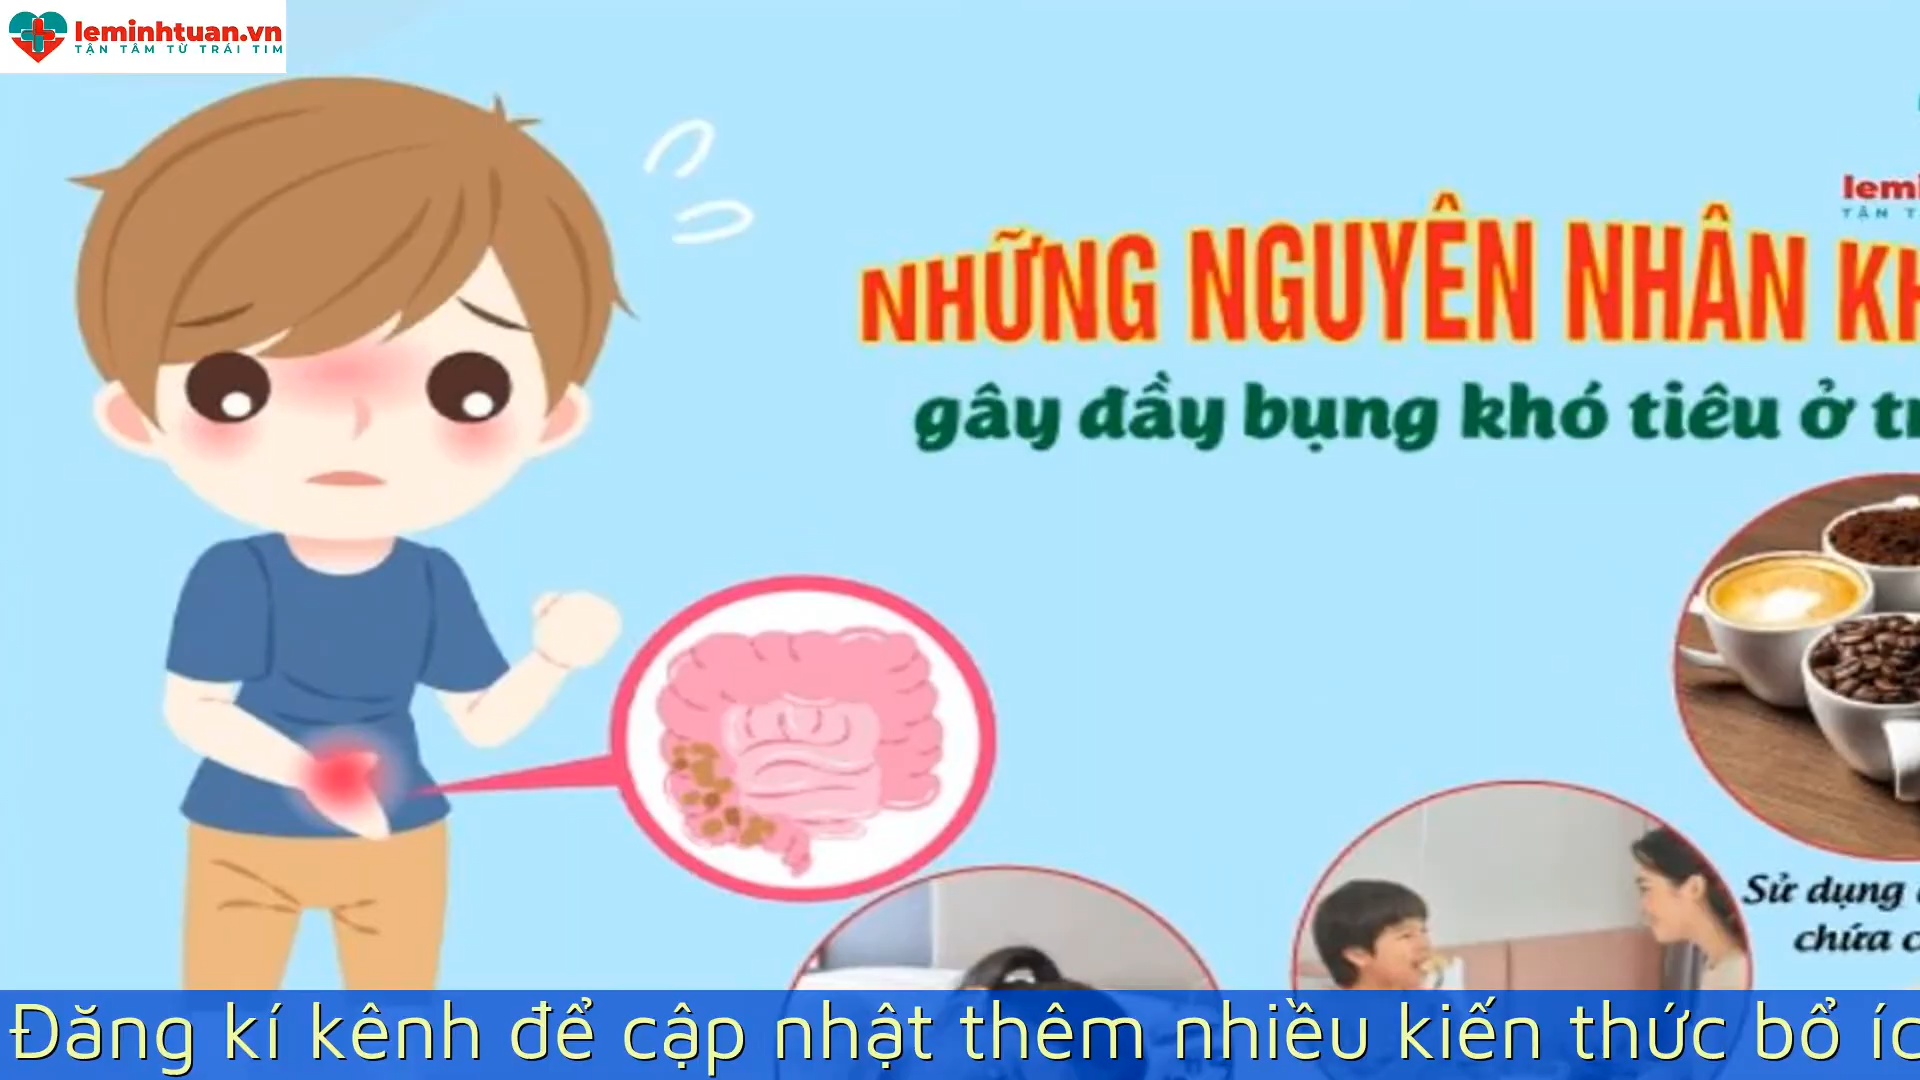 leminhtuan.vn
TẬN TÂM TỪ TRÁI TIM
NHỮNG NGUYÊN NHÂN
gây đầy bụng khó tiêu ở
Sử dụng
chứa
Đăng kí kênh để cập nhật thêm nhiều kiến thức bổ